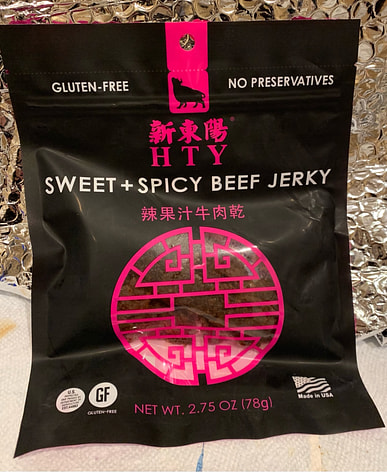 GLUTEN-FREE
NO PRESERVATIVES
新東陽®
HTY
SWEET + SPICY BEEF JERKY
辣果汁牛肉乾
GF
GLUTEN-FREE
Made in USA
NET WT. 2.75 OZ (78g)